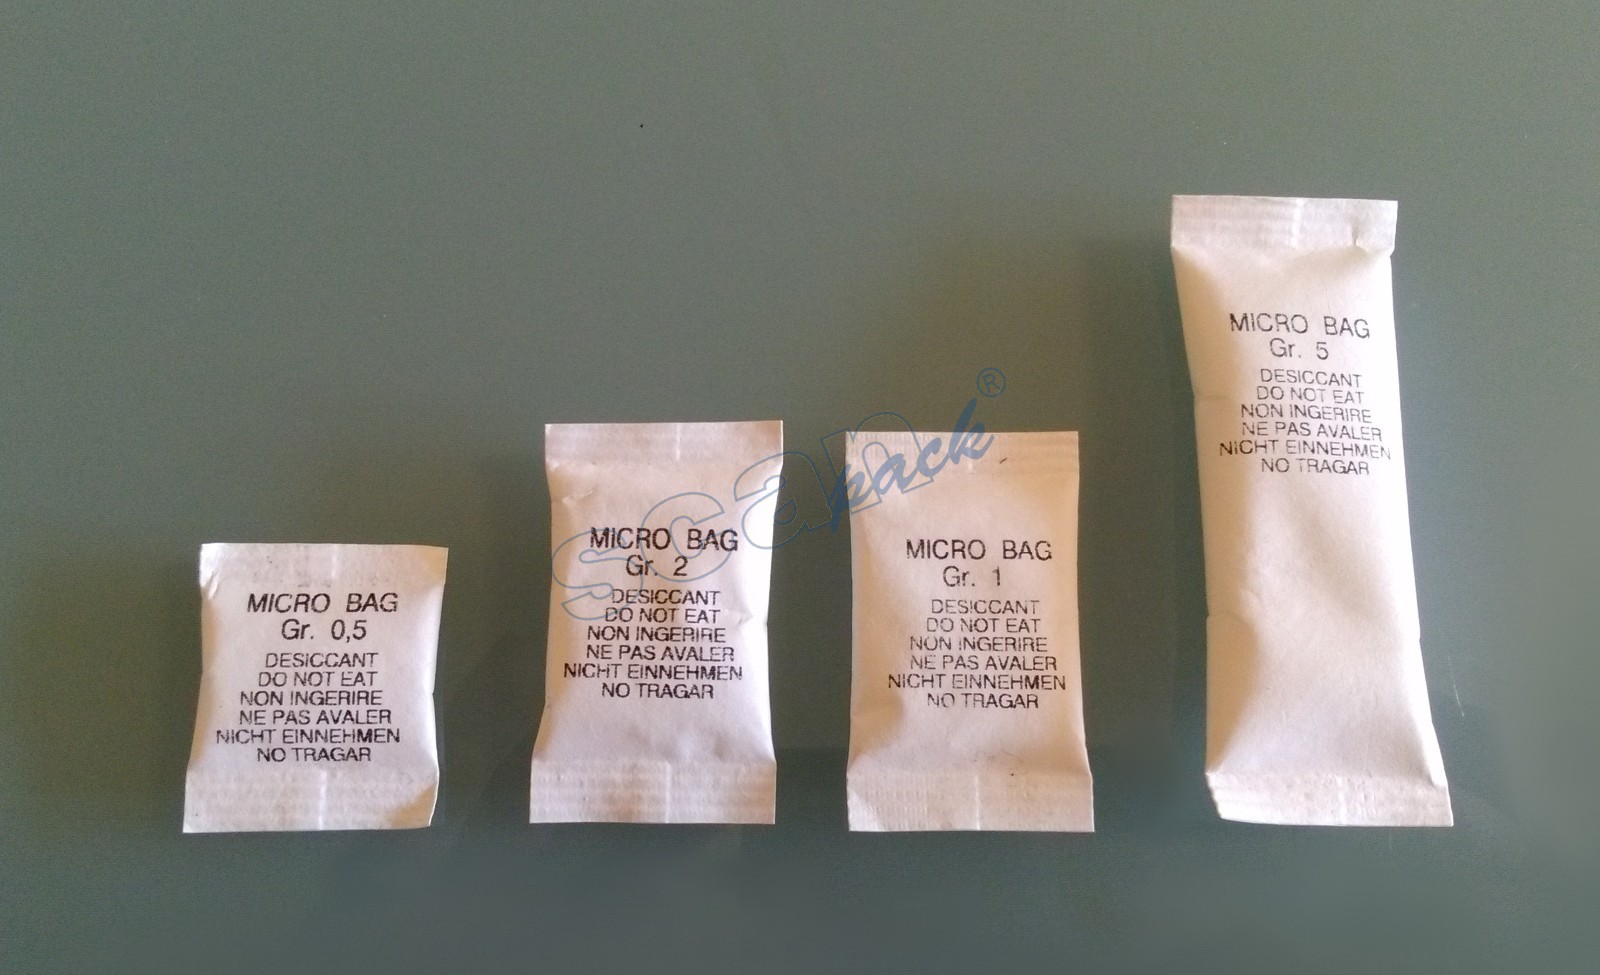 MICRO BAG
Gr. 0,5
DESICCANT
DO NOT EAT
NON INGERIRE
NE PAS AVALER
NICHT EINNEHMEN
NO TRAGAR
MICRO BAG
Gr. 2
DESICCANT
DO NOT EAT
NON INGERIRE
NE PAS AVALER
NICHT EINNEHMEN
NO TRAGAR
MICRO BAG
Gr. 1
DESICCANT
DO NOT EAT
NON INGERIRE
NE PAS AVALER
NICHT EINNEHMEN
NO TRAGAR
MICRO BAG
Gr. 5
DESICCANT
DO NOT EAT
NON INGERIRE
NE PAS AVALER
NICHT EINNEHMEN
NO TRAGAR
scan pack®